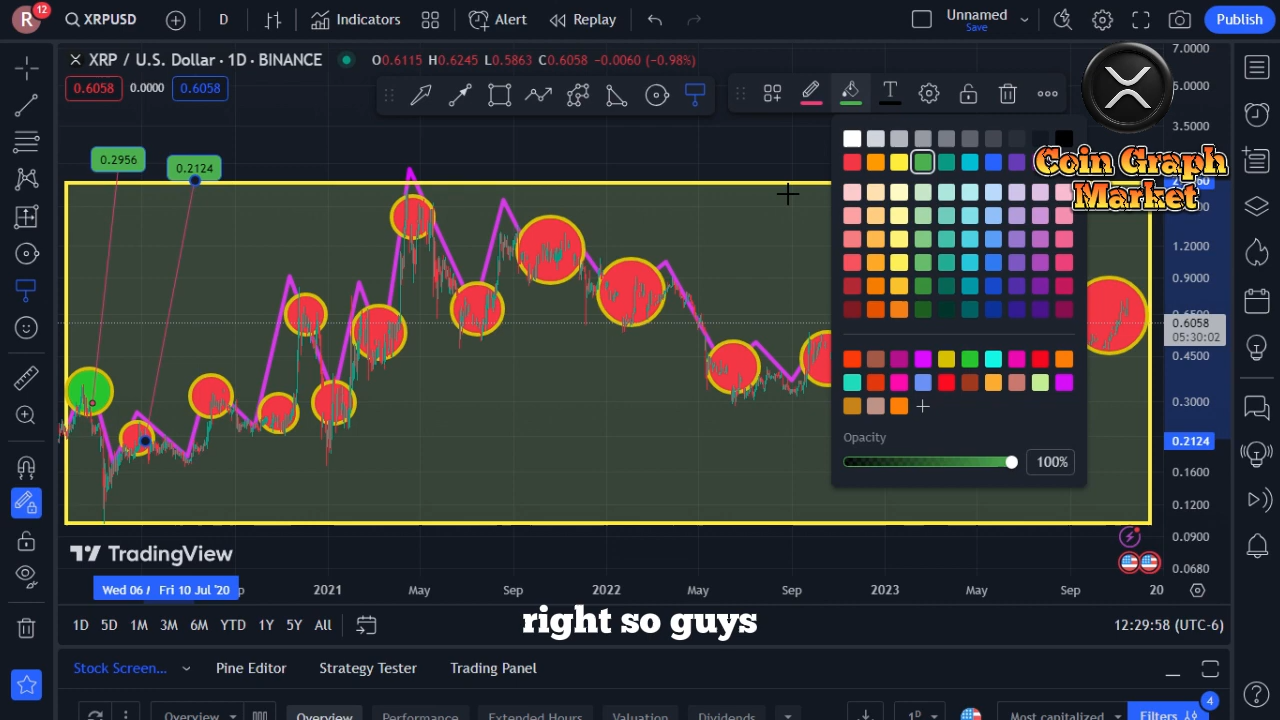 R 12 XRPUSD D Indicators Alert Replay Unnamed Save Publish
XRP / U.S. Dollar · 1D · BINANCE O0.6115 H0.6245 L0.5863 C0.6058 −0.0060 (−0.98%)
0.6058 0.0000 0.6058
T
7.0000
3.5000
Coin Graph
Market
0.2956
0.2124
1.2000
0.9000
0.6058
05:30:02
0.4500
0.3000
0.2124
0.1600
0.1200
0.0900
0.0680
Opacity
100%
TradingView
Wed 06 Fri 10 Jul '20 2021 May Sep 2022 May Sep 2023 May Sep 20
right so guys
1D 5D 1M 3M 6M YTD 1Y 5Y All 12:29:58 (UTC-6)
Stock Screen... Pine Editor Strategy Tester Trading Panel
4
Overview Overview Performance Extended Hours Valuation Dividends 1D Most capitalized Filters